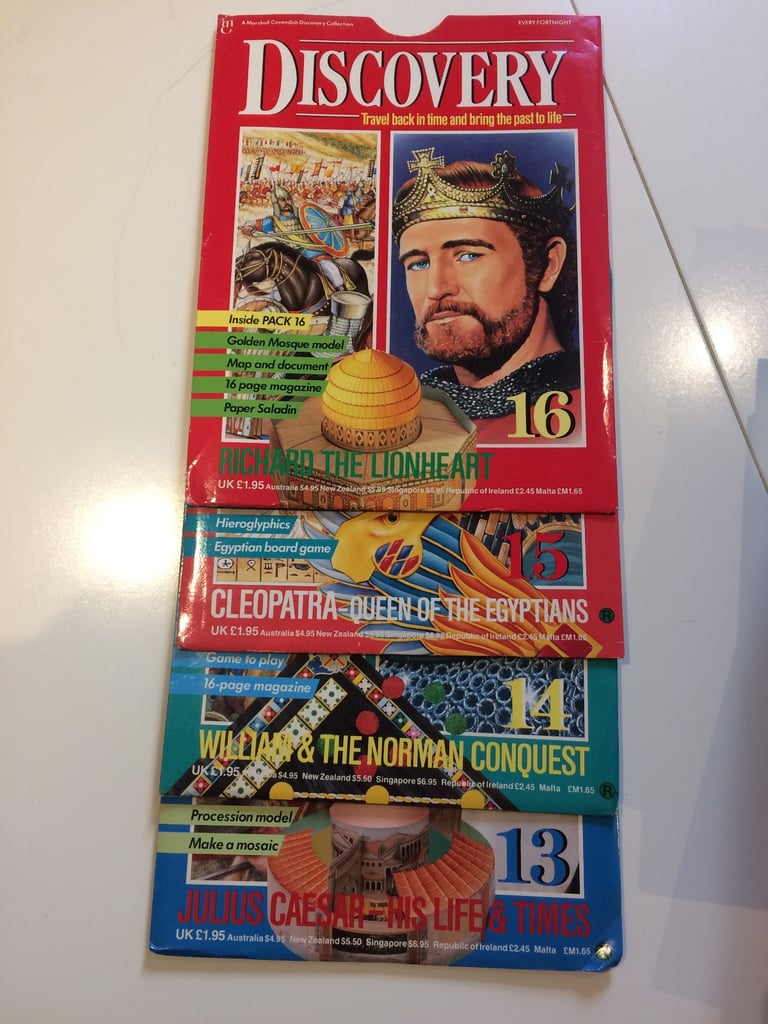 mc
A Marshall Cavendish Discovery Collection
EVERY FORTNIGHT
DISCOVERY
Travel back in time and bring the past to life
Inside PACK 16
Golden Mosque model
Map and document
16 page magazine
Paper Saladin
16
RICHARD THE LIONHEART
UK £1.95 Australia $4.95 New Zealand $5.95 Singapore $6.95 Republic of Ireland £2.45 Malta £M1.65
Hieroglyphics
Egyptian board game
15
CLEOPATRA-QUEEN OF THE EGYPTIANS
R
UK £1.95 Australia $4.95 New Zealand $5.95 Singapore $6.95 Republic of Ireland £2.45 Malta £M1.65
Game to play
16-page magazine
14
WILLIAM & THE NORMAN CONQUEST
UK £1.95 $4.95 New Zealand $5.50 Singapore $6.95 Republic of Ireland £2.45 Malta £M1.65
R
Procession model
Make a mosaic
13
JULIUS CAESAR-HIS LIFE & TIMES
UK £1.95 Australia $4.95 New Zealand $5.50 Singapore $6.95 Republic of Ireland £2.45 Malta £M1.65